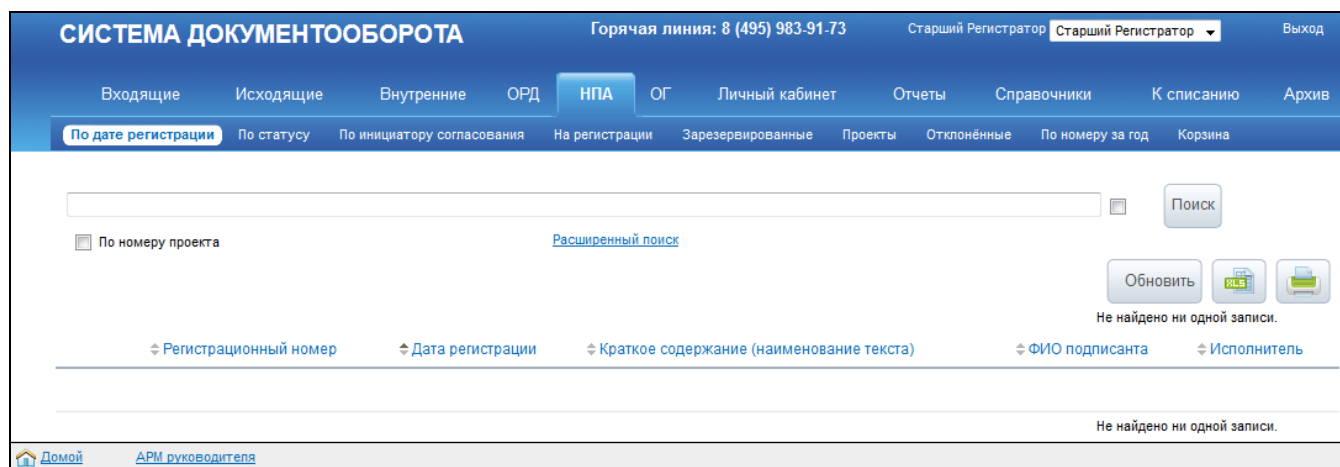 СИСТЕМА ДОКУМЕНТООБОРОТА Горячая линия: 8 (495) 983-91-73 Старший Регистратор Старший Регистратор Выход
Входящие Исходящие Внутренние ОРД НПА ОГ Личный кабинет Отчеты Справочники К списанию Архив
По дате регистрации По статусу По инициатору согласования На регистрации Зарезервированные Проекты Отклонённые По номеру за год Корзина
Поиск
По номеру проекта Расширенный поиск
Обновить XLS
Не найдено ни одной записи.
Регистрационный номер Дата регистрации Краткое содержание (наименование текста) ФИО подписанта Исполнитель
Не найдено ни одной записи.
Домой АРМ руководителя